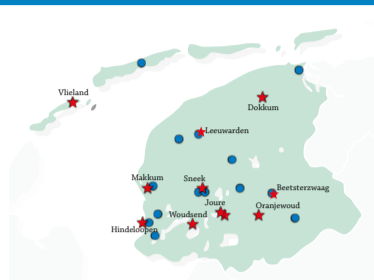 Vlieland
Dokkum
Leeuwarden
Makkum
Sneek
Beetsterzwaag
Joure
Oranjewoud
Woudsend
Hindeloopen